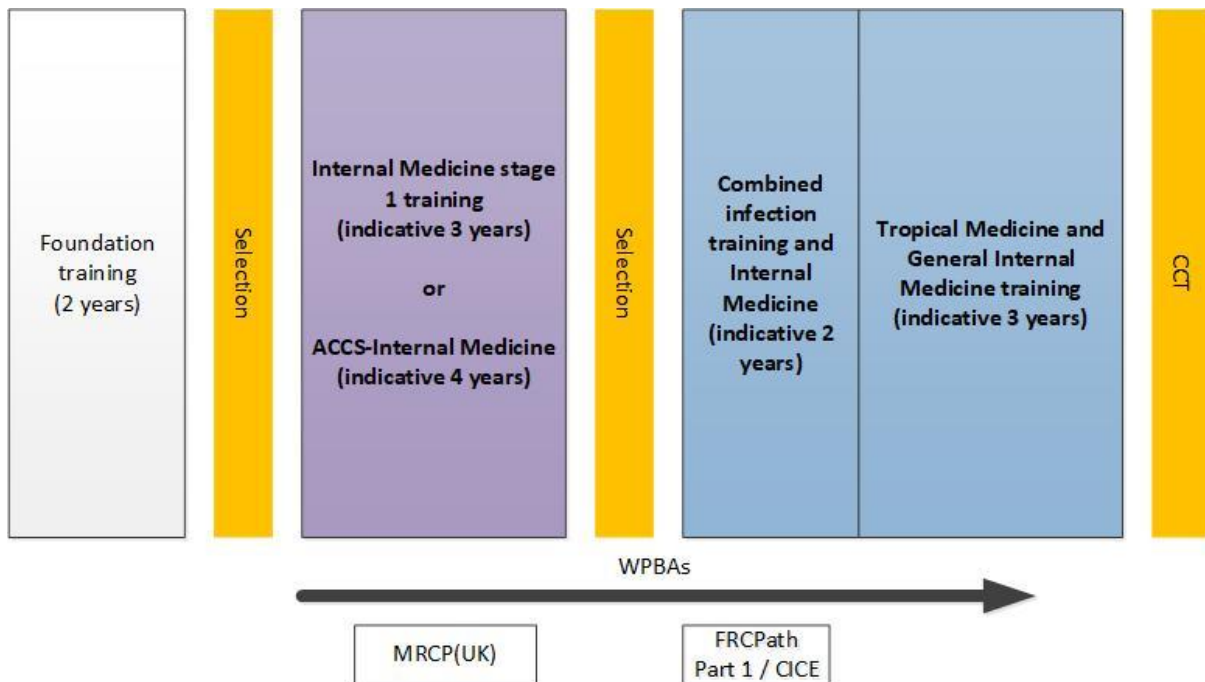 Foundation
training
(2 years)
Selection
Internal Medicine stage
1 training
(indicative 3 years)
or
ACCS-Internal Medicine
(indicative 4 years)
Selection
Combined
infection
training and
Internal
Medicine
(indicative 2
years)
Tropical Medicine and
General Internal
Medicine training
(indicative 3 years)
CCT
WPBAs
MRCP(UK)
FRCPath
Part 1 / CICE